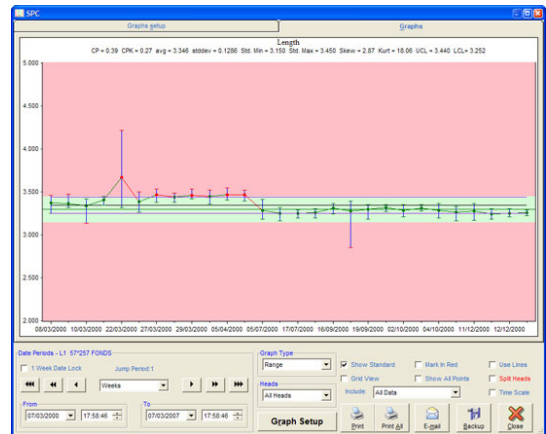 SPC
Graphs setup
Graphs
Length
CP = 0.39 CPK = 0.27 avg = 3.346 stddev = 0.1286 Std. Min = 3.150 Std. Max = 3.450 Skew = 2.87 Kurt = 18.06 UCL = 3.440 LCL= 3.252
5.000
4.500
4.000
3.500
3.000
2.500
2.000
08/03/2000 10/03/2000 22/03/2000 27/03/2000 29/03/2000 05/04/2000 05/07/2000 17/07/2000 16/09/2000 19/09/2000 02/10/2000 04/10/2000 11/12/2000 12/12/2000
Date Periods - L1 57*257 FONDS
1 Week Date Lock
Jump Period:1
Weeks
From
07/03/2000 17:58:46
To
07/03/2007 17:58:46
Graph Type
Range
Heads
All Heads
Graph Setup
Show Standard
Mark In Red
Use Lines
Grid View
Show All Points
Split Heads
Include:
All Data
Time Scale
Print
Print All
E-mail
Backup
Close